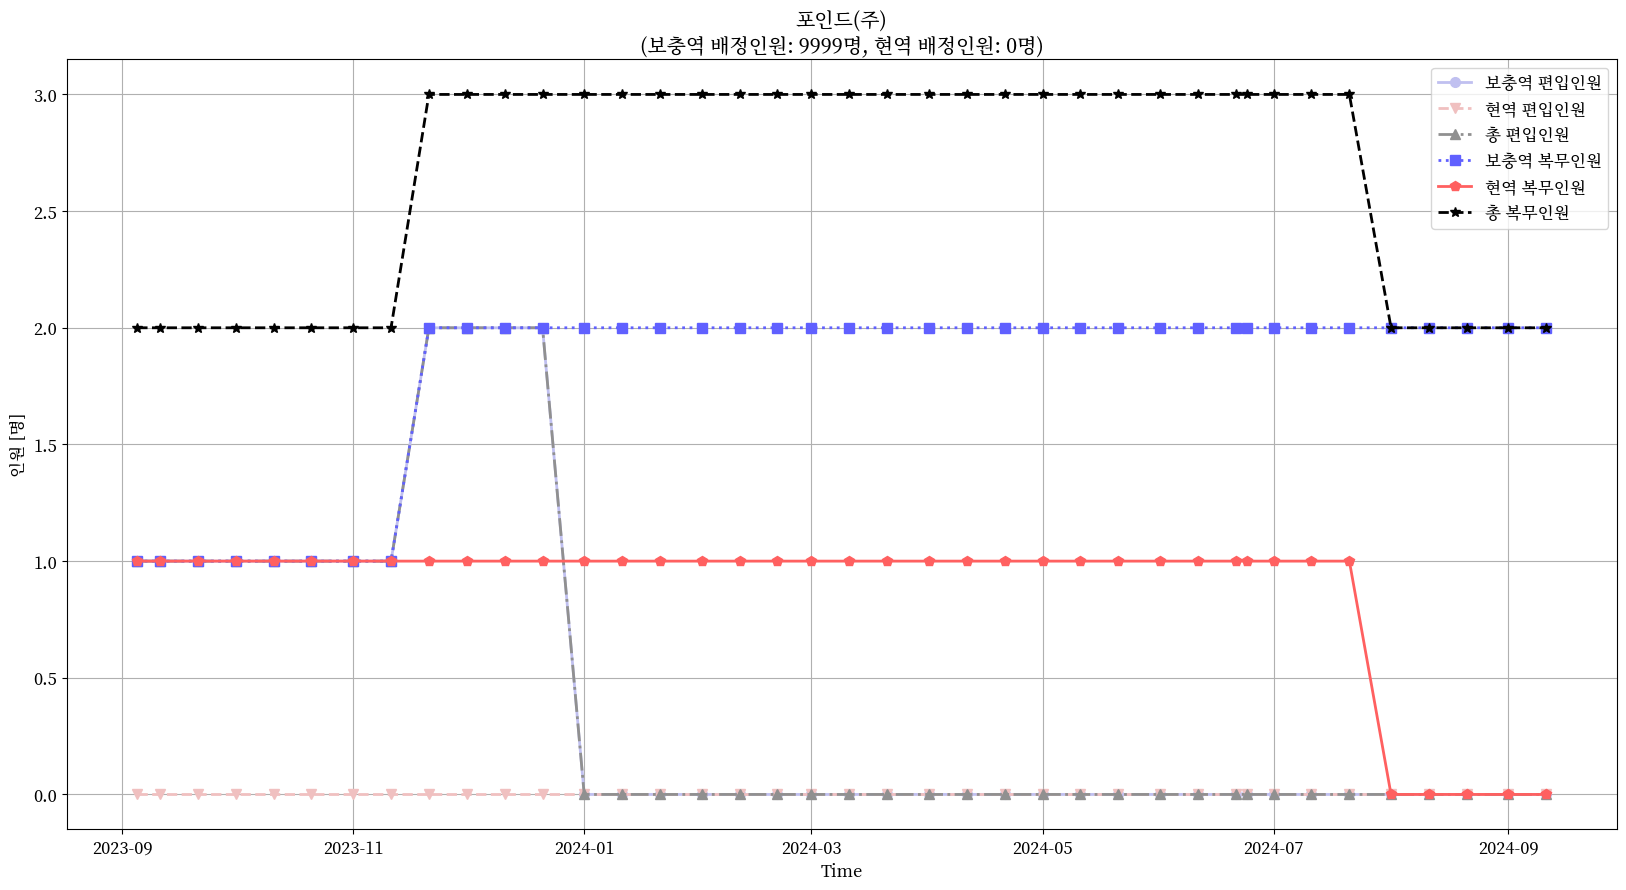 포인드(주)
(보충역 배정인원: 9999명, 현역 배정인원: 0명)
보충역 편입인원
현역 편입인원
총 편입인원
보충역 복무인원
현역 복무인원
총 복무인원
3.0
2.5
2.0
1.5
1.0
0.5
0.0
인원 [명]
2023-09
2023-11
2024-01
2024-03
2024-05
2024-07
2024-09
Time